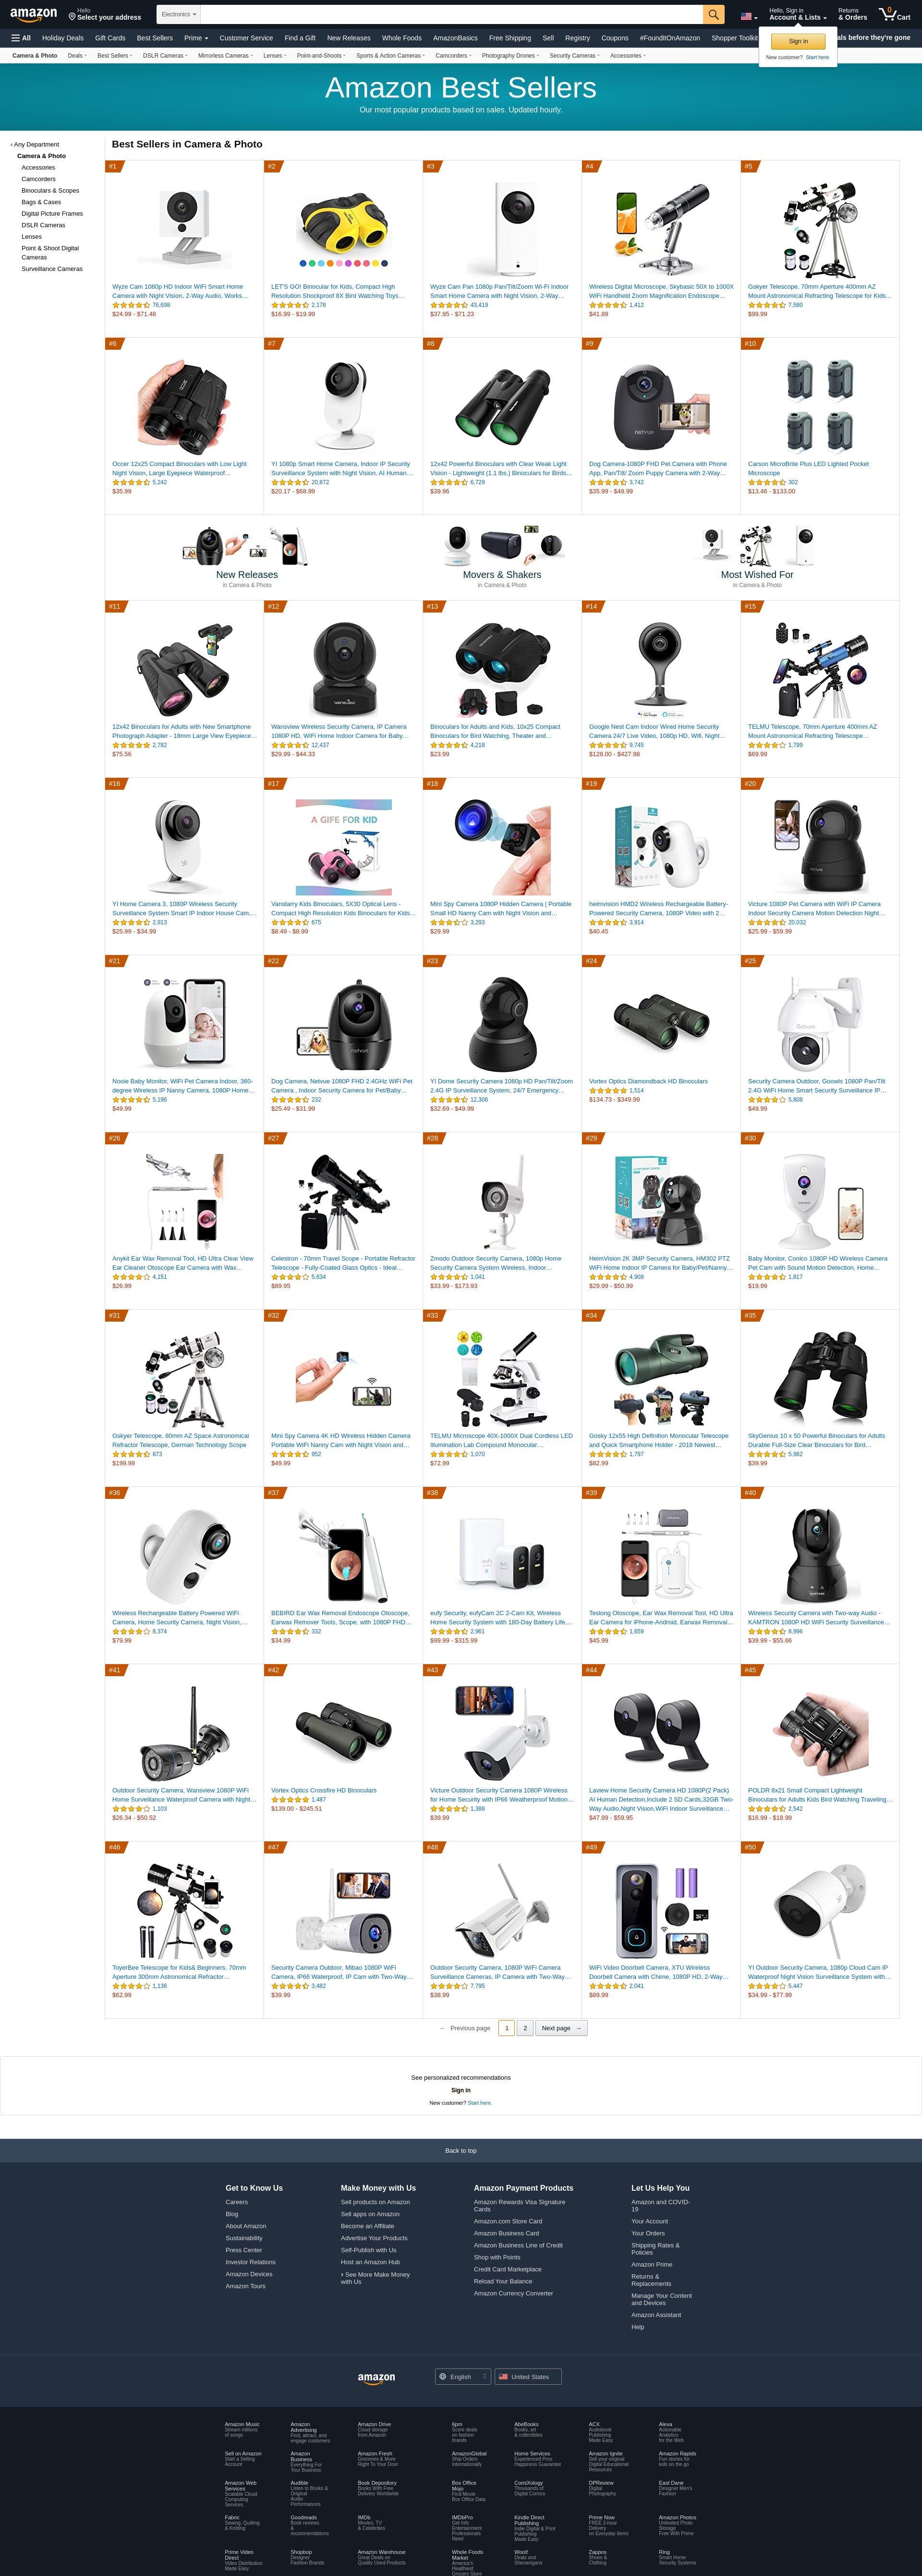 amazon
Hello
Select your address
Electronics
Hello, Sign in
Account & Lists
Returns
& Orders
0
Cart
All
Holiday Deals
Gift Cards
Best Sellers
Prime
Customer Service
Find a Gift
New Releases
Whole Foods
AmazonBasics
Free Shipping
Sell
Registry
Coupons
#FoundItOnAmazon
Shopper Toolkit
als before they're gone
Sign in
New customer? Start here.
Camera & Photo
Deals
Best Sellers
DSLR Cameras
Mirrorless Cameras
Lenses
Point-and-Shoots
Sports & Action Cameras
Camcorders
Photography Drones
Security Cameras
Accessories
Amazon Best Sellers
Our most popular products based on sales. Updated hourly.
‹ Any Department
Camera & Photo
Accessories
Camcorders
Binoculars & Scopes
Bags & Cases
Digital Picture Frames
DSLR Cameras
Lenses
Point & Shoot Digital
Cameras
Surveillance Cameras
Best Sellers in Camera & Photo
#1
Wyze Cam 1080p HD Indoor WiFi Smart Home
Camera with Night Vision, 2-Way Audio, Works…
76,698
$24.99 - $71.48
#2
LET'S GO! Binocular for Kids, Compact High
Resolution Shockproof 8X Bird Watching Toys…
2,178
$16.99 - $19.99
#3
Wyze Cam Pan 1080p Pan/Tilt/Zoom Wi-Fi Indoor
Smart Home Camera with Night Vision, 2-Way…
43,419
$37.95 - $71.23
#4
Wireless Digital Microscope, Skybasic 50X to 1000X
WiFi Handheld Zoom Magnification Endoscope…
1,412
$41.89
#5
Gskyer Telescope, 70mm Aperture 400mm AZ
Mount Astronomical Refracting Telescope for Kids…
7,580
$99.99
#6
Occer 12x25 Compact Binoculars with Low Light
Night Vision, Large Eyepiece Waterproof…
5,242
$35.99
#7
YI 1080p Smart Home Camera, Indoor IP Security
Surveillance System with Night Vision, AI Human…
20,872
$20.17 - $68.99
#8
12x42 Powerful Binoculars with Clear Weak Light
Vision - Lightweight (1.1 lbs.) Binoculars for Birds…
6,729
$39.96
#9
netvue
Dog Camera-1080P FHD Pet Camera with Phone
App, Pan/Tilt/ Zoom Puppy Camera with 2-Way…
3,742
$35.99 - $49.99
#10
Carson MicroBrite Plus LED Lighted Pocket
Microscope
302
$13.46 - $133.00
New Releases
in Camera & Photo
Movers & Shakers
in Camera & Photo
Most Wished For
in Camera & Photo
#11
12x42 Binoculars for Adults with New Smartphone
Photograph Adapter - 18mm Large View Eyepiece…
2,782
$75.56
#12
Wansview Wireless Security Camera, IP Camera
1080P HD, WiFi Home Indoor Camera for Baby…
12,437
$29.99 - $44.33
#13
Binoculars for Adults and Kids, 10x25 Compact
Binoculars for Bird Watching, Theater and…
4,218
$23.99
#14
Google Nest Cam Indoor Wired Home Security
Camera 24/7 Live Video, 1080p HD, Wifi, Night…
9,745
$128.00 - $427.98
#15
TELMU Telescope, 70mm Aperture 400mm AZ
Mount Astronomical Refracting Telescope…
1,799
$69.99
#16
YI Home Camera 3, 1080P Wireless Security
Surveillance System Smart IP Indoor House Cam,…
2,913
$25.99 - $34.99
#17
A GIFE FOR KID
Vanstarry Kids Binoculars, 5X30 Optical Lens -
Compact High Resolution Kids Binoculars for Kids…
675
$8.49 - $8.99
#18
Mini Spy Camera 1080P Hidden Camera | Portable
Small HD Nanny Cam with Night Vision and…
3,293
$29.99
#19
heimvision HMD2 Wireless Rechargeable Battery-
Powered Security Camera, 1080P Video with 2…
3,914
$40.45
#20
Victure
Victure 1080P Pet Camera with WiFi IP Camera
Indoor Security Camera Motion Detection Night…
20,032
$25.99 - $59.99
#21
Nooie Baby Monitor, WiFi Pet Camera Indoor, 360-
degree Wireless IP Nanny Camera, 1080P Home…
5,196
$49.99
#22
netvue
Dog Camera, Netvue 1080P FHD 2.4GHz WiFi Pet
Camera , Indoor Security Camera for Pet/Baby…
232
$25.49 - $31.99
#23
YI Dome Security Camera 1080p HD Pan/Tilt/Zoom
2.4G IP Surveillance System, 24/7 Emergency…
12,306
$32.69 - $49.99
#24
Vortex Optics Diamondback HD Binoculars
1,514
$134.73 - $349.99
#25
Security Camera Outdoor, Goowls 1080P Pan/Tilt
2.4G WiFi Home Smart Security Surveillance IP…
5,808
$49.99
#26
Anykit Ear Wax Removal Tool, HD Ultra Clear View
Ear Cleaner Otoscope Ear Camera with Wax…
4,151
$26.99
#27
Celestron - 70mm Travel Scope - Portable Refractor
Telescope - Fully-Coated Glass Optics - Ideal…
5,634
$89.95
#28
Zmodo Outdoor Security Camera, 1080p Home
Security Camera System Wireless, Indoor…
1,041
$33.99 - $173.93
#29
HeimVision 2K 3MP Security Camera, HM302 PTZ
WiFi Home Indoor IP Camera for Baby/Pet/Nanny…
4,908
$29.99 - $50.99
#30
Baby Monitor, Conico 1080P HD Wireless Camera
Pet Cam with Sound Motion Detection, Home…
1,817
$19.99
#31
Gskyer Telescope, 80mm AZ Space Astronomical
Refractor Telescope, German Technology Scope
873
$199.99
#32
Mini Spy Camera 4K HD Wireless Hidden Camera
Portable WIFI Nanny Cam with Night Vision and…
952
$49.99
#33
TELMU Microscope 40X-1000X Dual Cordless LED
Illumination Lab Compound Monocular…
1,070
$72.99
#34
Gosky 12x55 High Definition Monocular Telescope
and Quick Smartphone Holder - 2019 Newest…
1,797
$82.99
#35
SkyGenius 10 x 50 Powerful Binoculars for Adults
Durable Full-Size Clear Binoculars for Bird…
5,982
$39.99
#36
Wireless Rechargeable Battery Powered WiFi
Camera, Home Security Camera, Night Vision,…
8,374
$79.99
#37
BEBIRD Ear Wax Removal Endoscope Otoscope,
Earwax Remover Tools, Scope, with 1080P FHD…
332
$34.99
#38
eufy Security, eufyCam 2C 2-Cam Kit, Wireless
Home Security System with 180-Day Battery Life,…
2,961
$99.99 - $315.99
#39
Teslong Otoscope, Ear Wax Removal Tool, HD Ultra
Ear Camera for iPhone-Android, Earwax Removal…
1,659
$45.99
#40
Wireless Security Camera with Two-way Audio -
KAMTRON 1080P HD WiFi Security Surveillance…
8,996
$39.99 - $55.66
#41
Outdoor Security Camera, Wansview 1080P WiFi
Home Surveillance Waterproof Camera with Night…
1,103
$26.34 - $50.52
#42
Vortex Optics Crossfire HD Binoculars
1,487
$139.00 - $245.51
#43
Victure Outdoor Security Camera 1080P Wireless
for Home Security with IP66 Weatherproof Motion…
1,388
$39.99
#44
Laview Home Security Camera HD 1080P(2 Pack)
AI Human Detection,Include 2 SD Cards,32GB Two-
Way Audio,Night Vision,WiFi Indoor Surveillance…
$47.99 - $59.95
#45
POLDR 8x21 Small Compact Lightweight
Binoculars for Adults Kids Bird Watching Traveling…
2,542
$16.99 - $18.99
#46
ToyerBee Telescope for Kids& Beginners, 70mm
Aperture 300mm Astronomical Refractor…
1,136
$62.99
#47
Security Camera Outdoor, Mibao 1080P WiFi
Camera, IP66 Waterproof, IP Cam with Two-Way…
3,482
$39.99
#48
Outdoor Security Camera, 1080P WiFi Camera
Surveillance Cameras, IP Camera with Two-Way…
7,795
$38.99
#49
WiFi Video Doorbell Camera, XTU Wireless
Doorbell Camera with Chime, 1080P HD, 2-Way…
2,041
$89.99
#50
YI Outdoor Security Camera, 1080p Cloud Cam IP
Waterproof Night Vision Surveillance System with…
5,447
$34.99 - $77.99
← Previous page
1
2
Next page →
See personalized recommendations
Sign in
New customer? Start here.
Back to top
Get to Know Us
Careers
Blog
About Amazon
Sustainability
Press Center
Investor Relations
Amazon Devices
Amazon Tours
Make Money with Us
Sell products on Amazon
Sell apps on Amazon
Become an Affiliate
Advertise Your Products
Self-Publish with Us
Host an Amazon Hub
› See More Make Money
with Us
Amazon Payment Products
Amazon Rewards Visa Signature
Cards
Amazon.com Store Card
Amazon Business Card
Amazon Business Line of Credit
Shop with Points
Credit Card Marketplace
Reload Your Balance
Amazon Currency Converter
Let Us Help You
Amazon and COVID-
19
Your Account
Your Orders
Shipping Rates &
Policies
Amazon Prime
Returns &
Replacements
Manage Your Content
and Devices
Amazon Assistant
Help
amazon
English
United States
Amazon Music
Stream millions
of songs
Amazon
Advertising
Find, attract, and
engage customers
Amazon Drive
Cloud storage
from Amazon
6pm
Score deals
on fashion
brands
AbeBooks
Books, art
& collectibles
ACX
Audiobook
Publishing
Made Easy
Alexa
Actionable
Analytics
for the Web
Sell on Amazon
Start a Selling
Account
Amazon
Business
Everything For
Your Business
Amazon Fresh
Groceries & More
Right To Your Door
AmazonGlobal
Ship Orders
Internationally
Home Services
Experienced Pros
Happiness Guarantee
Amazon Ignite
Sell your original
Digital Educational
Resources
Amazon Rapids
Fun stories for
kids on the go
Amazon Web
Services
Scalable Cloud
Computing
Services
Audible
Listen to Books &
Original
Audio
Performances
Book Depository
Books With Free
Delivery Worldwide
Box Office
Mojo
Find Movie
Box Office Data
ComiXology
Thousands of
Digital Comics
DPReview
Digital
Photography
East Dane
Designer Men's
Fashion
Fabric
Sewing, Quilting
& Knitting
Goodreads
Book reviews
&
recommendations
IMDb
Movies, TV
& Celebrities
IMDbPro
Get Info
Entertainment
Professionals
Need
Kindle Direct
Publishing
Indie Digital & Print
Publishing
Made Easy
Prime Now
FREE 2-hour
Delivery
on Everyday Items
Amazon Photos
Unlimited Photo
Storage
Free With Prime
Prime Video
Direct
Video Distribution
Made Easy
Shopbop
Designer
Fashion Brands
Amazon Warehouse
Great Deals on
Quality Used Products
Whole Foods
Market
America's
Healthiest
Grocery Store
Woot!
Deals and
Shenanigans
Zappos
Shoes &
Clothing
Ring
Smart Home
Security Systems